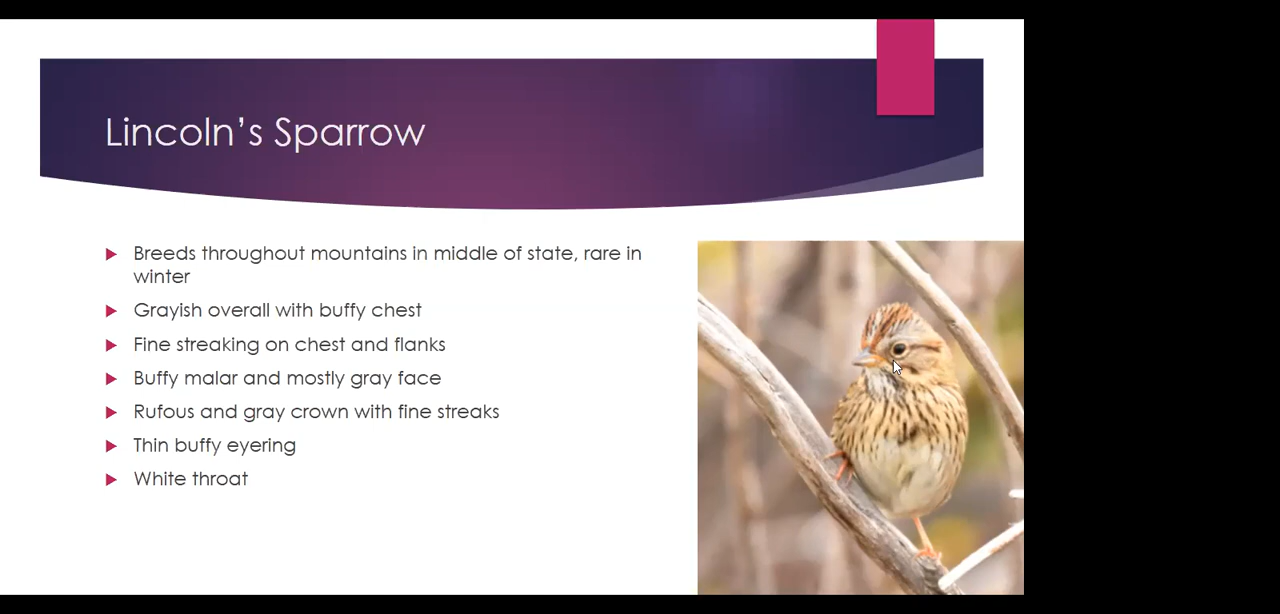 Lincoln's Sparrow
Breeds throughout mountains in middle of state, rare in
winter
Grayish overall with buffy chest
Fine streaking on chest and flanks
Buffy malar and mostly gray face
Rufous and gray crown with fine streaks
Thin buffy eyering
White throat